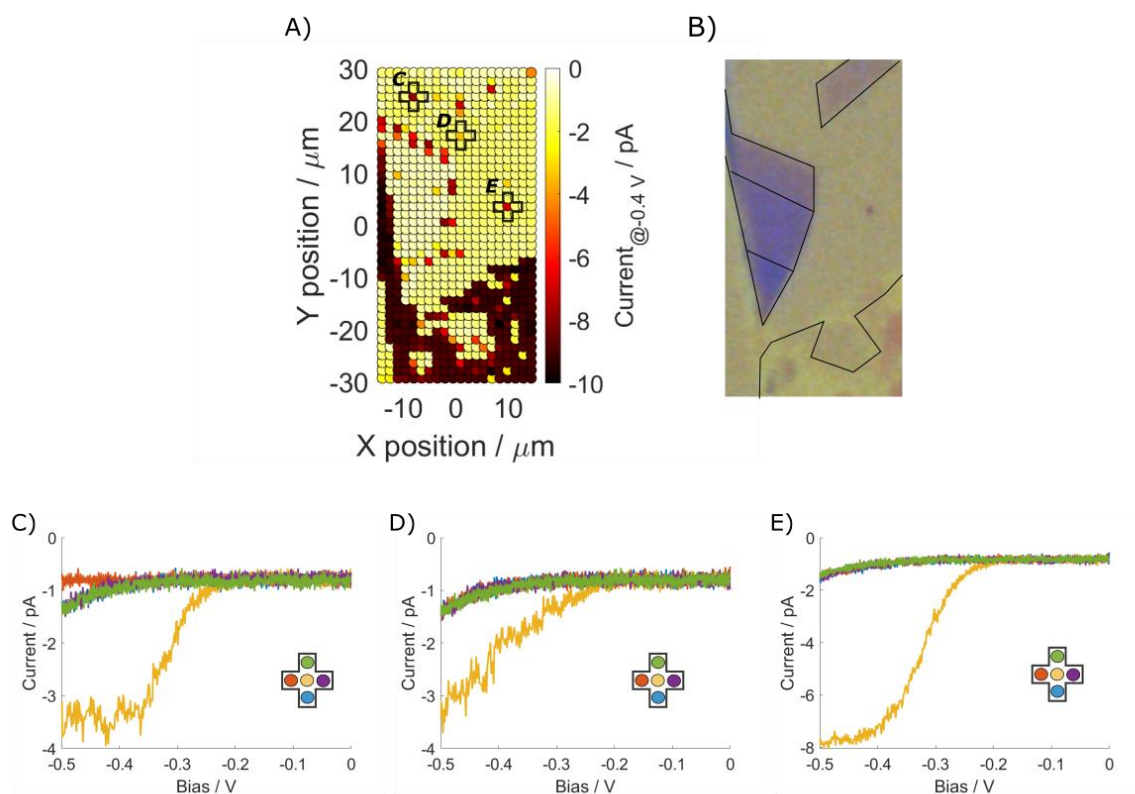 A)
B)
30
20
10
0
-10
-20
-30
Y position / μm
-10 0 10
X position / μm
C
D
E
0
-2
-4
-6
-8
-10
Current@-0.4 V / pA
C)
D)
E)
0
-1
-2
-3
-4
Current / pA
-0.5 -0.4 -0.3 -0.2 -0.1 0
Bias / V
0
-1
-2
-3
-4
Current / pA
-0.5 -0.4 -0.3 -0.2 -0.1 0
Bias / V
0
-2
-4
-6
-8
Current / pA
-0.5 -0.4 -0.3 -0.2 -0.1 0
Bias / V